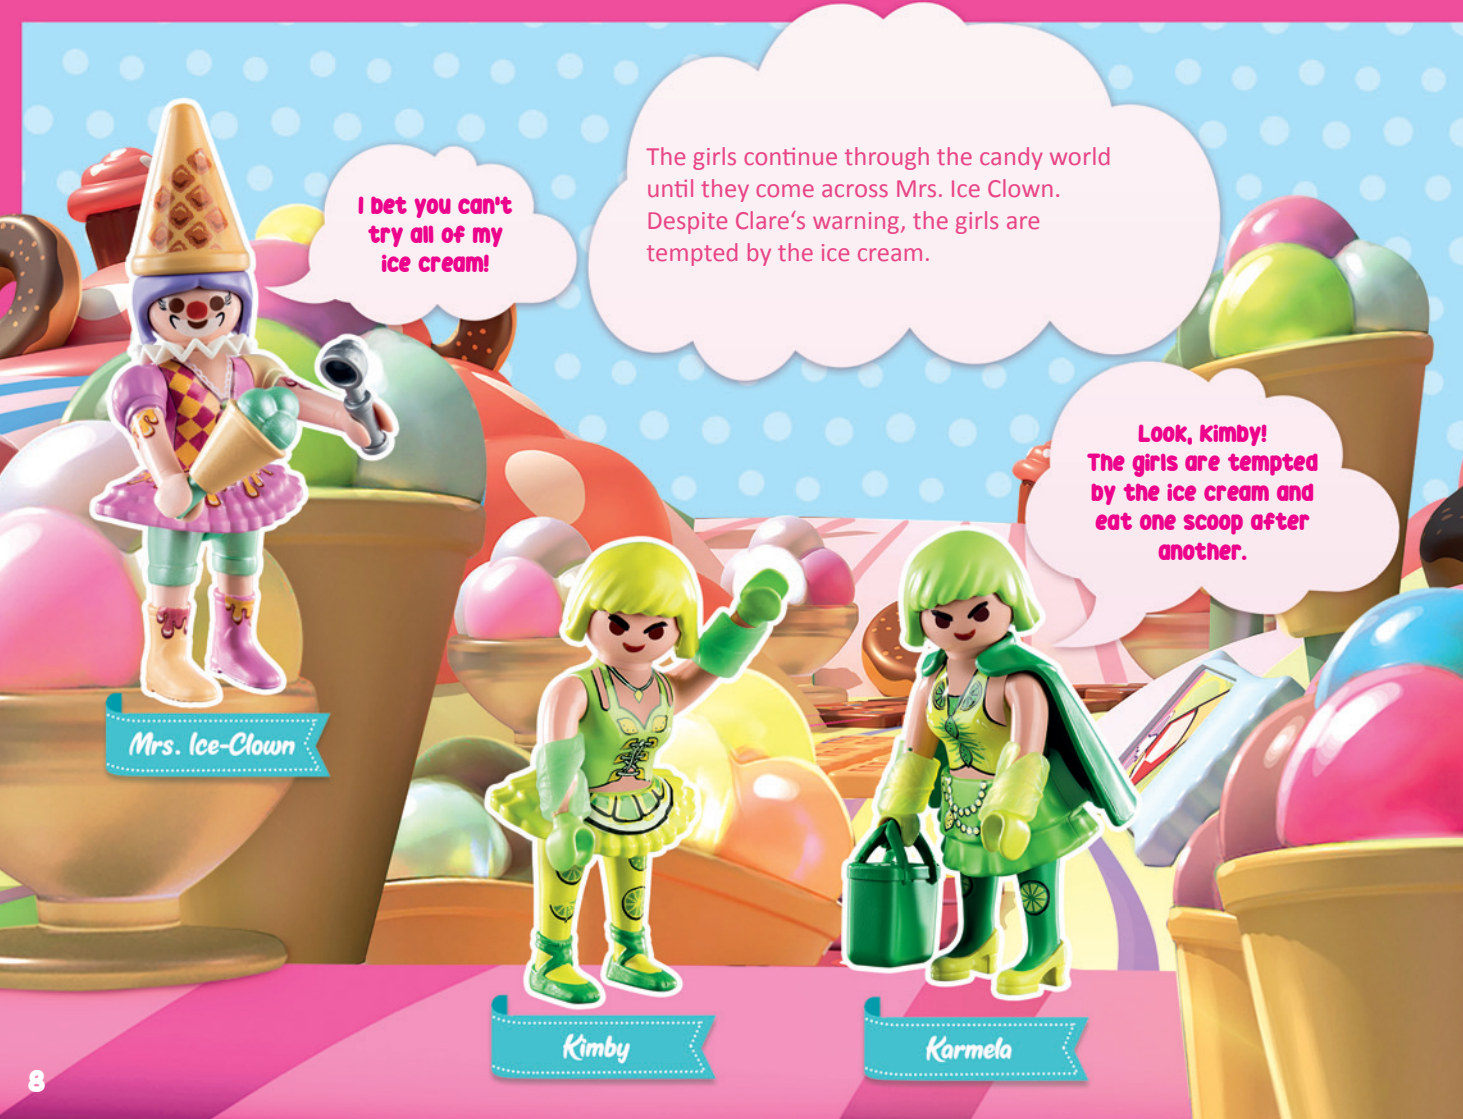 The girls continue through the candy world
until they come across Mrs. Ice Clown.
Despite Clare‘s warning, the girls are
tempted by the ice cream.
I bet you can't
try all of my
ice cream!
Look, Kimby!
The girls are tempted
by the ice cream and
eat one scoop after
another.
Mrs. Ice-Clown
Kimby
Karmela
8